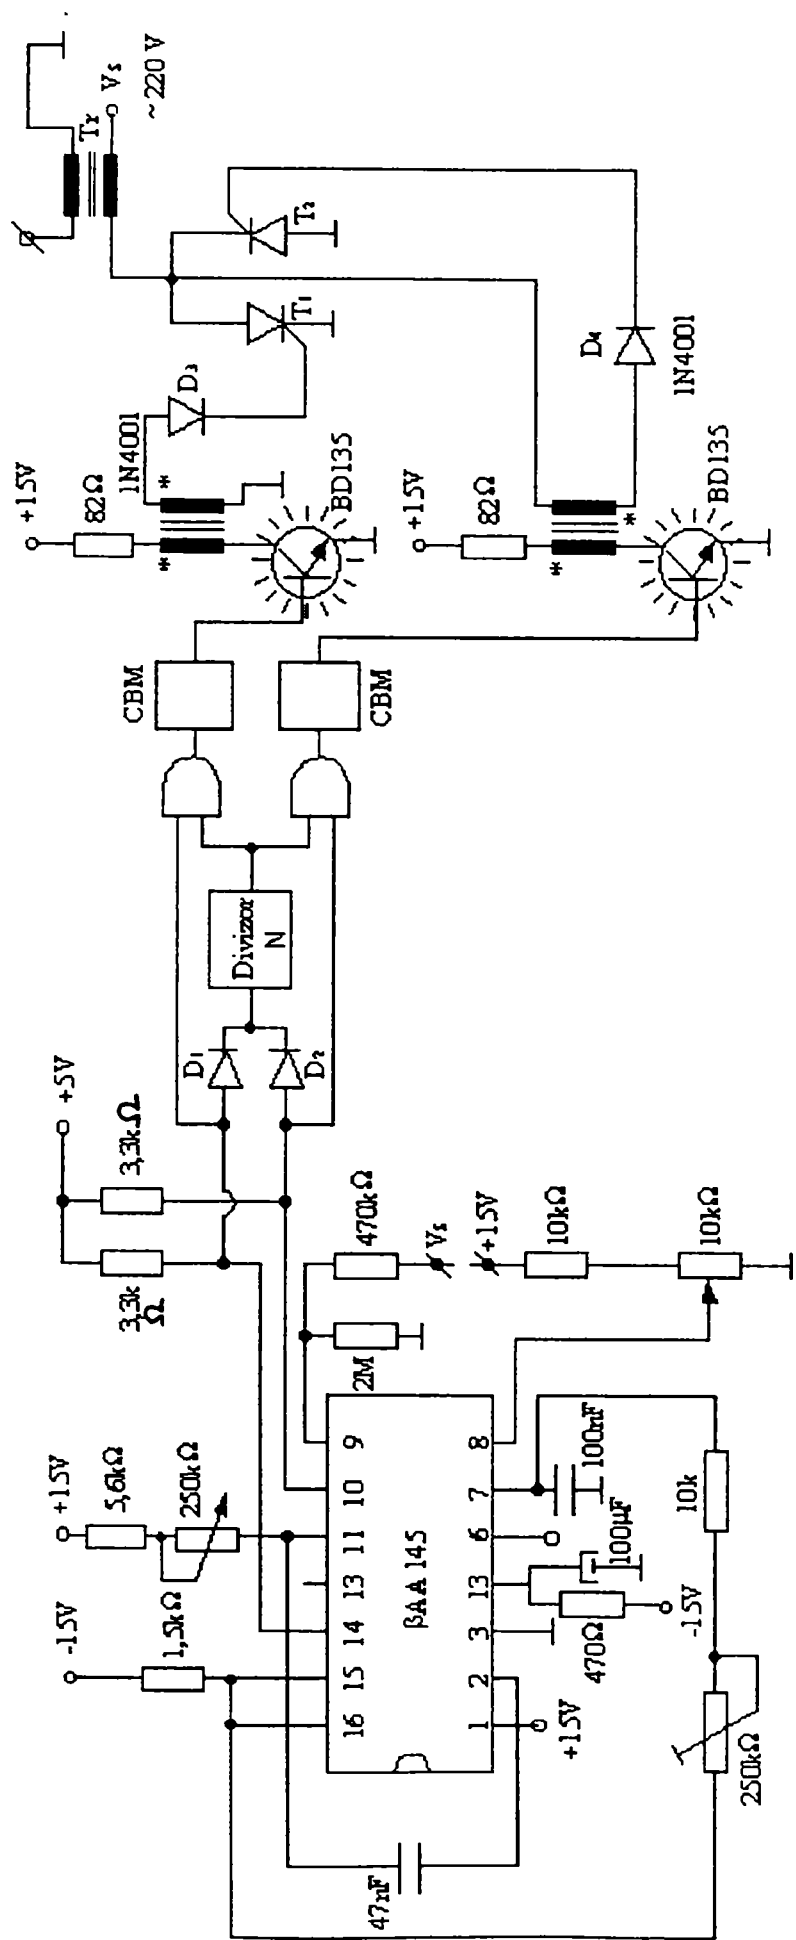 -15V
1,5kΩ
+15V
5,6kΩ
250kΩ
3,3k
Ω
3,3kΩ
+5V
47nF
16 15 14 13 11 10 9
βAA 145
1 2 3 13 6 7 8
+15V
470Ω
-15V
100μF
100nF
2M
470kΩ
Vs
+15V
10kΩ
10kΩ
10k
250kΩ
D1
D2
Divizor
N
CBM
CBM
+15V
82Ω
*
*
1N4001
D3
BD135
+15V
82Ω
*
*
BD135
D4
1N4001
T1
T2
Tr
Vs
~220 V